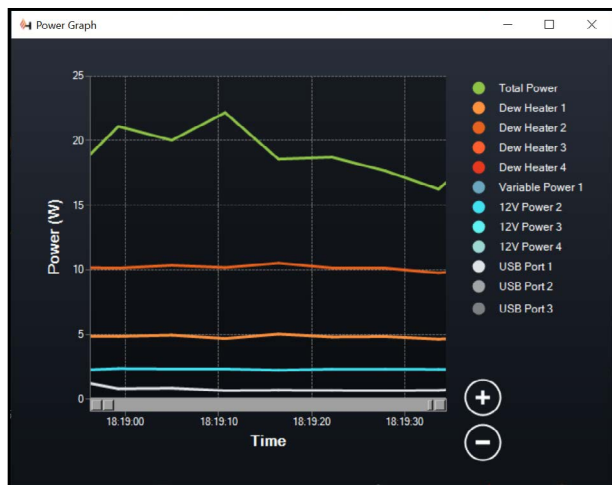 Power Graph
25
20
15
10
5
0
Power (W)
18:19:00 18:19:10 18:19:20 18:19:30
Time
Total Power
Dew Heater 1
Dew Heater 2
Dew Heater 3
Dew Heater 4
Variable Power 1
12V Power 2
12V Power 3
12V Power 4
USB Port 1
USB Port 2
USB Port 3